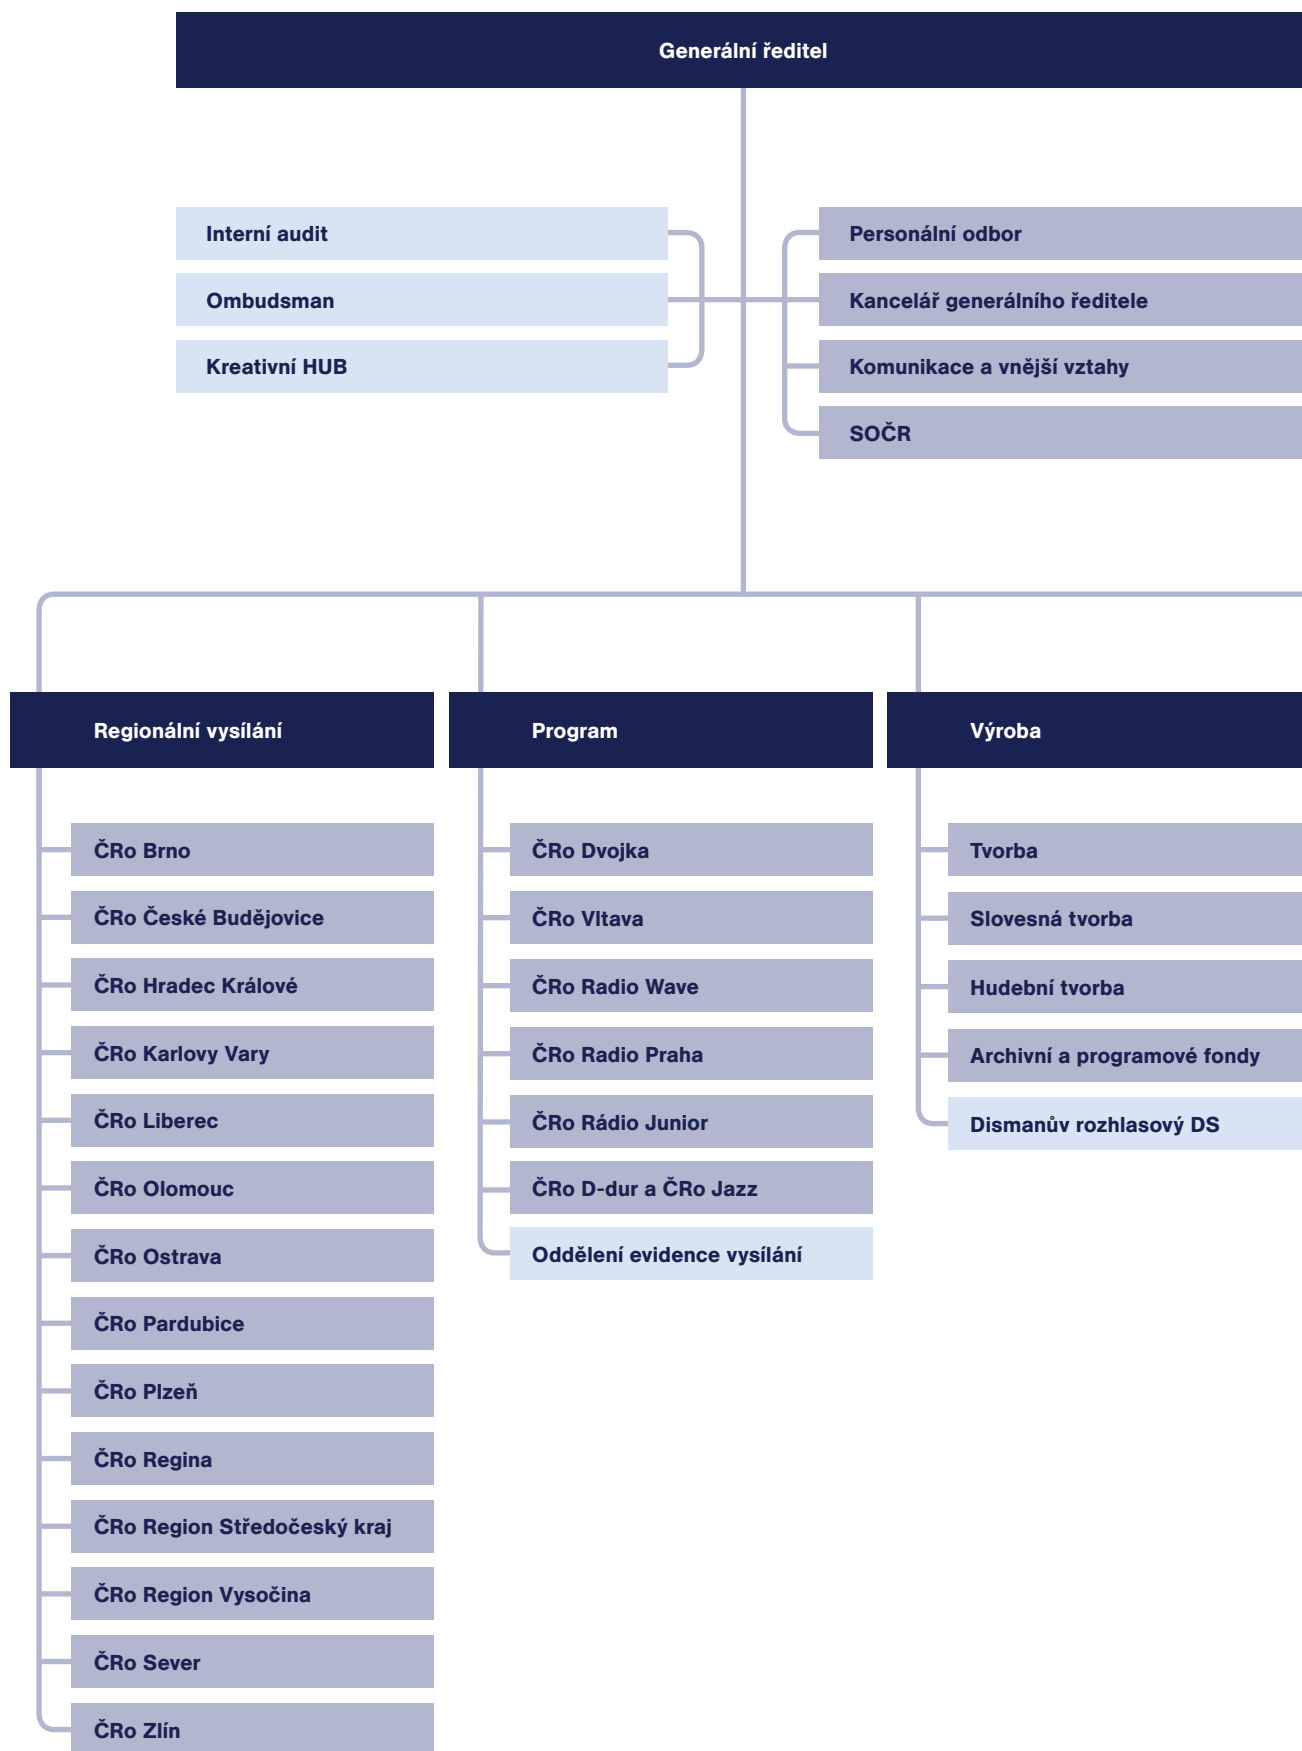 Generální ředitel
Interní audit
Ombudsman
Kreativní HUB
Personální odbor
Kancelář generálního ředitele
Komunikace a vnější vztahy
SOČR
Regionální vysílání
ČRo Brno
ČRo České Budějovice
ČRo Hradec Králové
ČRo Karlovy Vary
ČRo Liberec
ČRo Olomouc
ČRo Ostrava
ČRo Pardubice
ČRo Plzeň
ČRo Regina
ČRo Region Středočeský kraj
ČRo Region Vysočina
ČRo Sever
ČRo Zlín
Program
ČRo Dvojka
ČRo Vltava
ČRo Radio Wave
ČRo Radio Praha
ČRo Rádio Junior
ČRo D-dur a ČRo Jazz
Oddělení evidence vysílání
Výroba
Tvorba
Slovesná tvorba
Hudební tvorba
Archivní a programové fondy
Dismanův rozhlasový DS